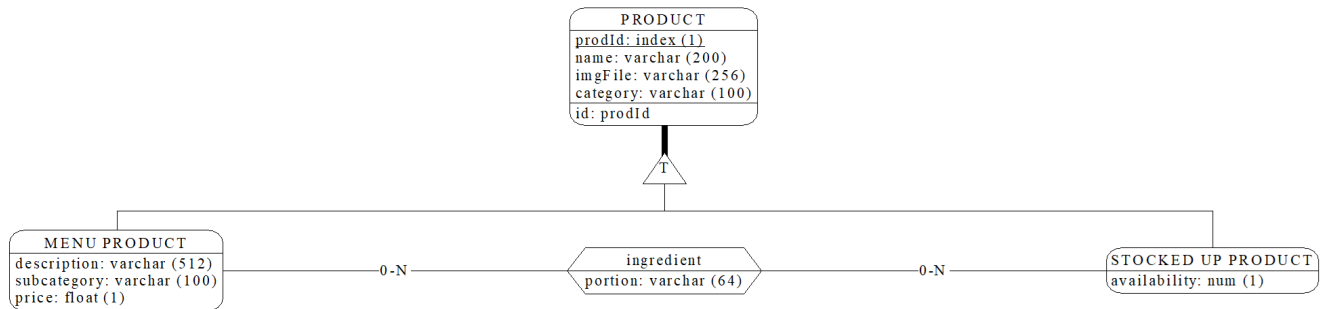 PRODUCT
prodId: index (1)
name: varchar (200)
imgFile: varchar (256)
category: varchar (100)
id: prodId
T
MENU PRODUCT
description: varchar (512)
subcategory: varchar (100)
price: float (1)
0-N
ingredient
portion: varchar (64)
0-N
STOCKED UP PRODUCT
availability: num (1)